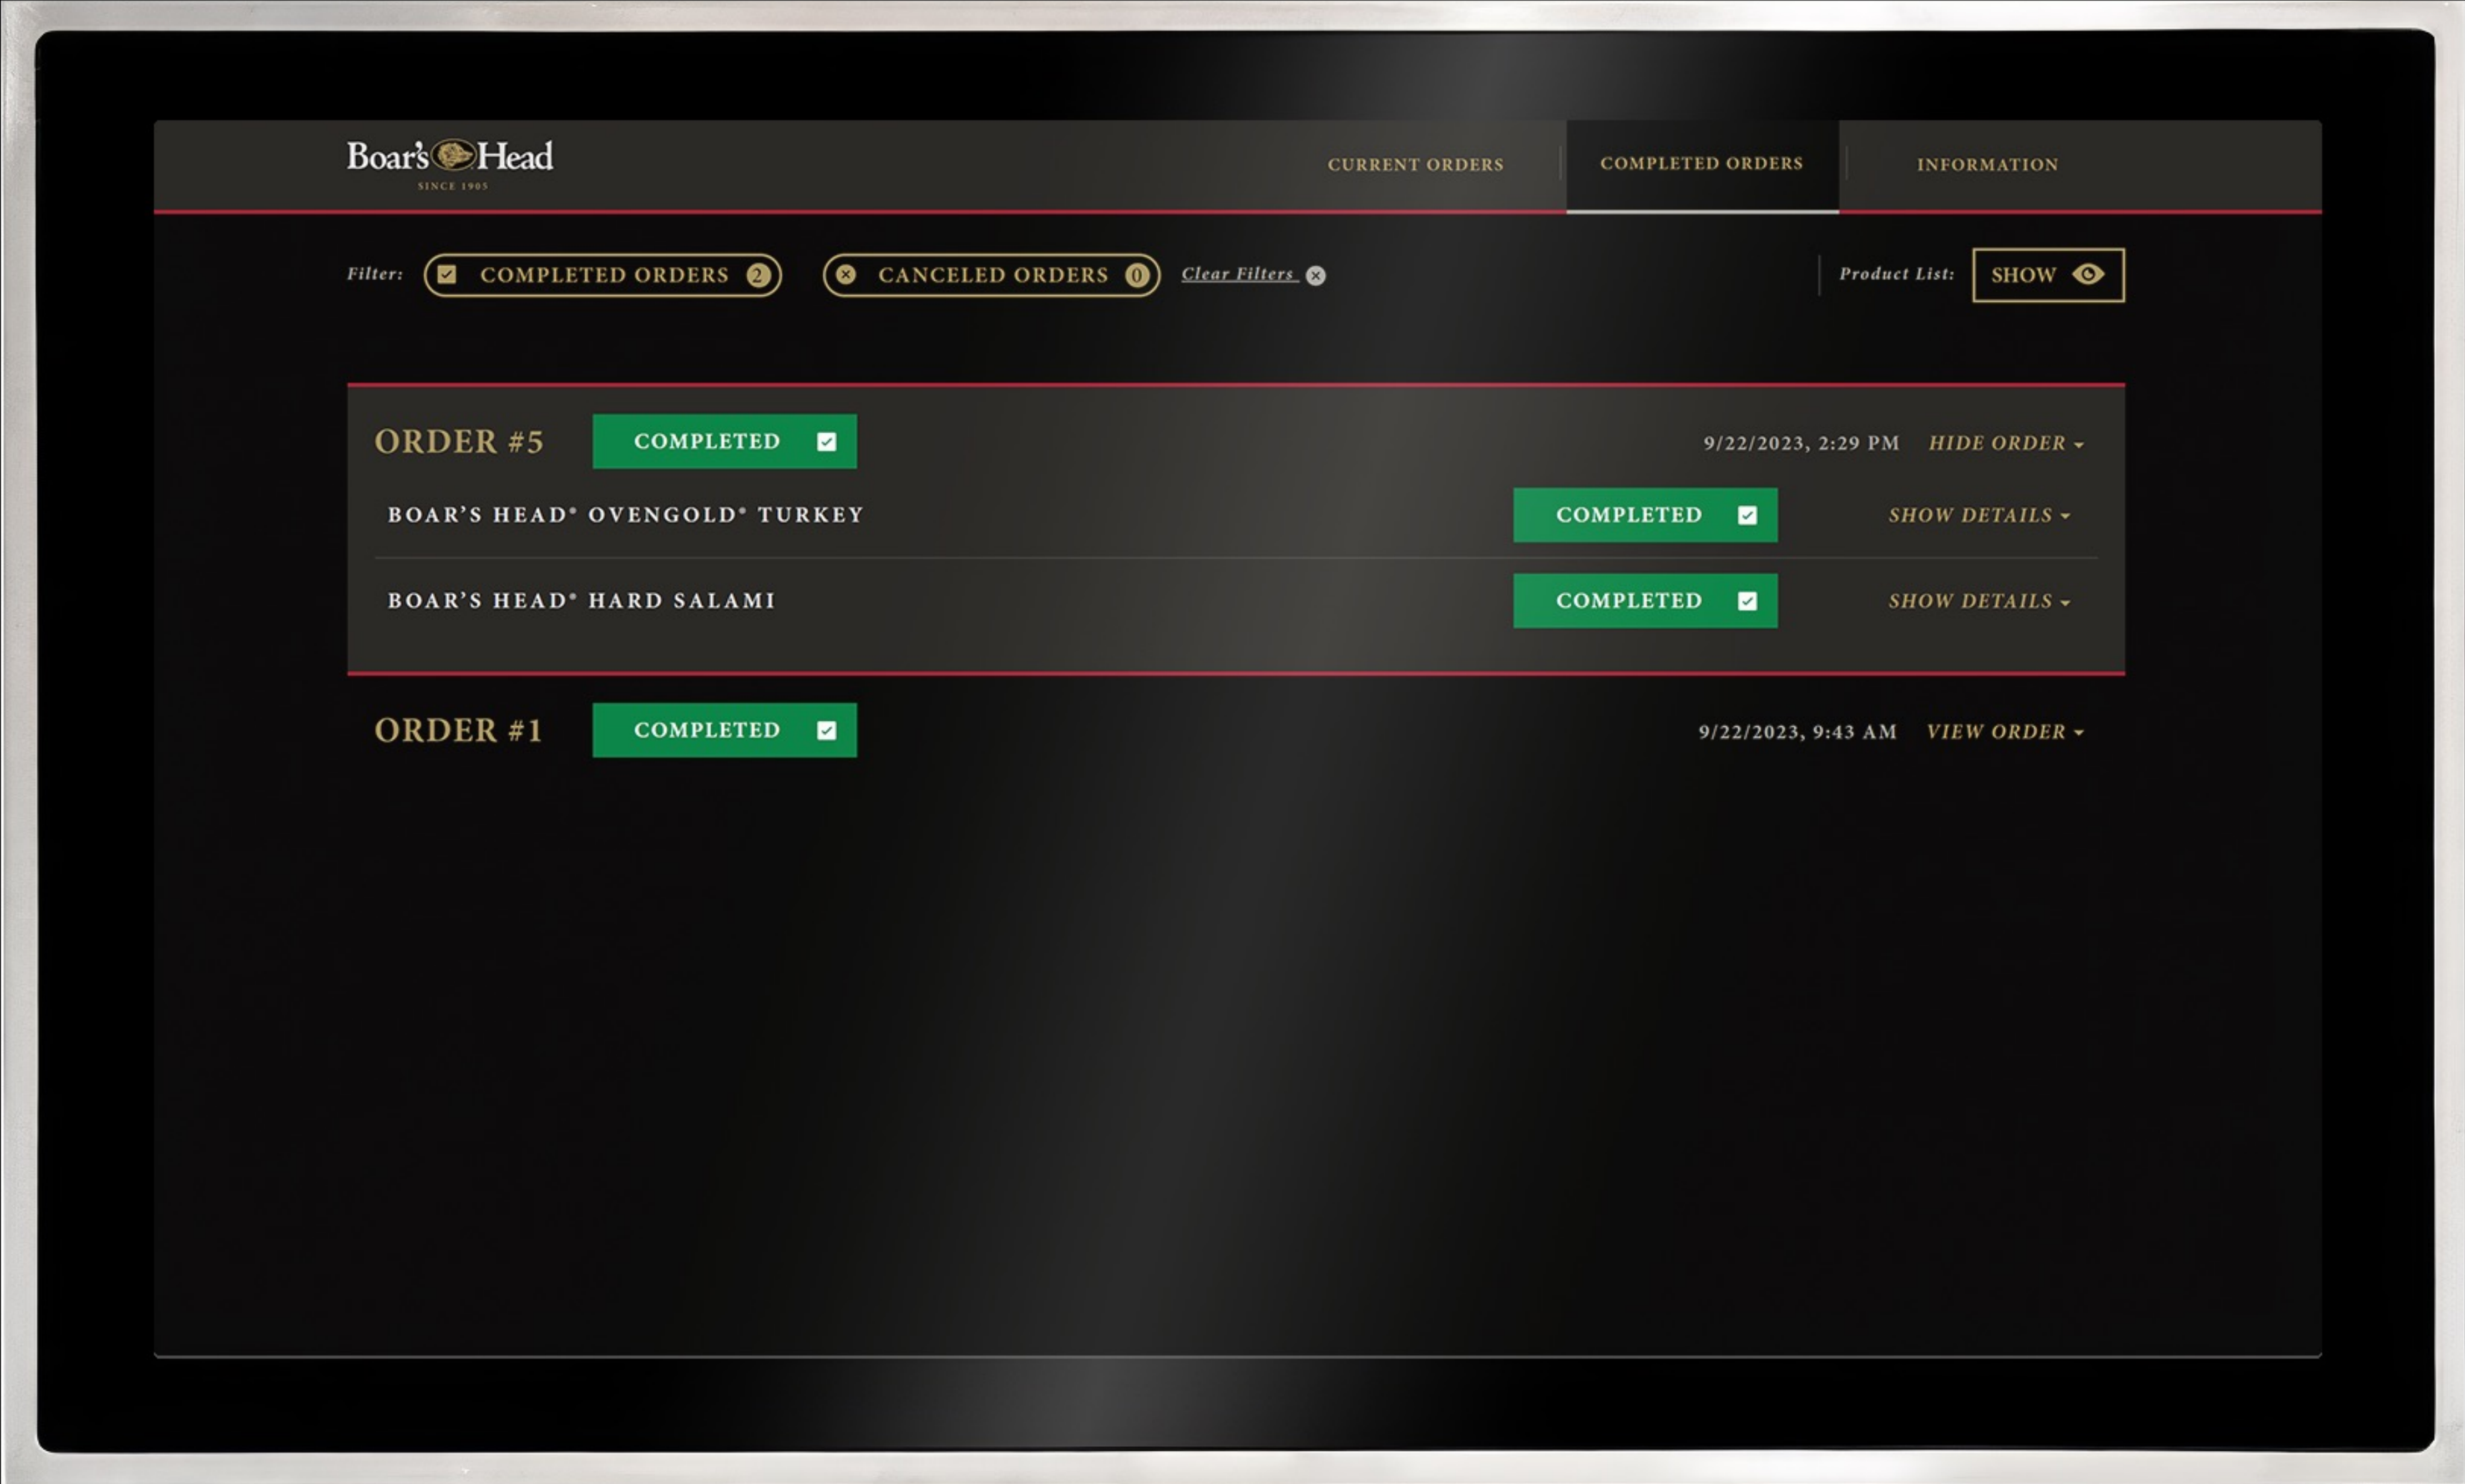 Boar's Head
SINCE 1905
CURRENT ORDERS
COMPLETED ORDERS
INFORMATION
Filter: COMPLETED ORDERS 2 CANCELED ORDERS 0 Clear Filters Product List: SHOW
ORDER #5 COMPLETED 9/22/2023, 2:29 PM HIDE ORDER
BOAR'S HEAD® OVENGOLD® TURKEY COMPLETED SHOW DETAILS
BOAR'S HEAD® HARD SALAMI COMPLETED SHOW DETAILS
ORDER #1 COMPLETED 9/22/2023, 9:43 AM VIEW ORDER